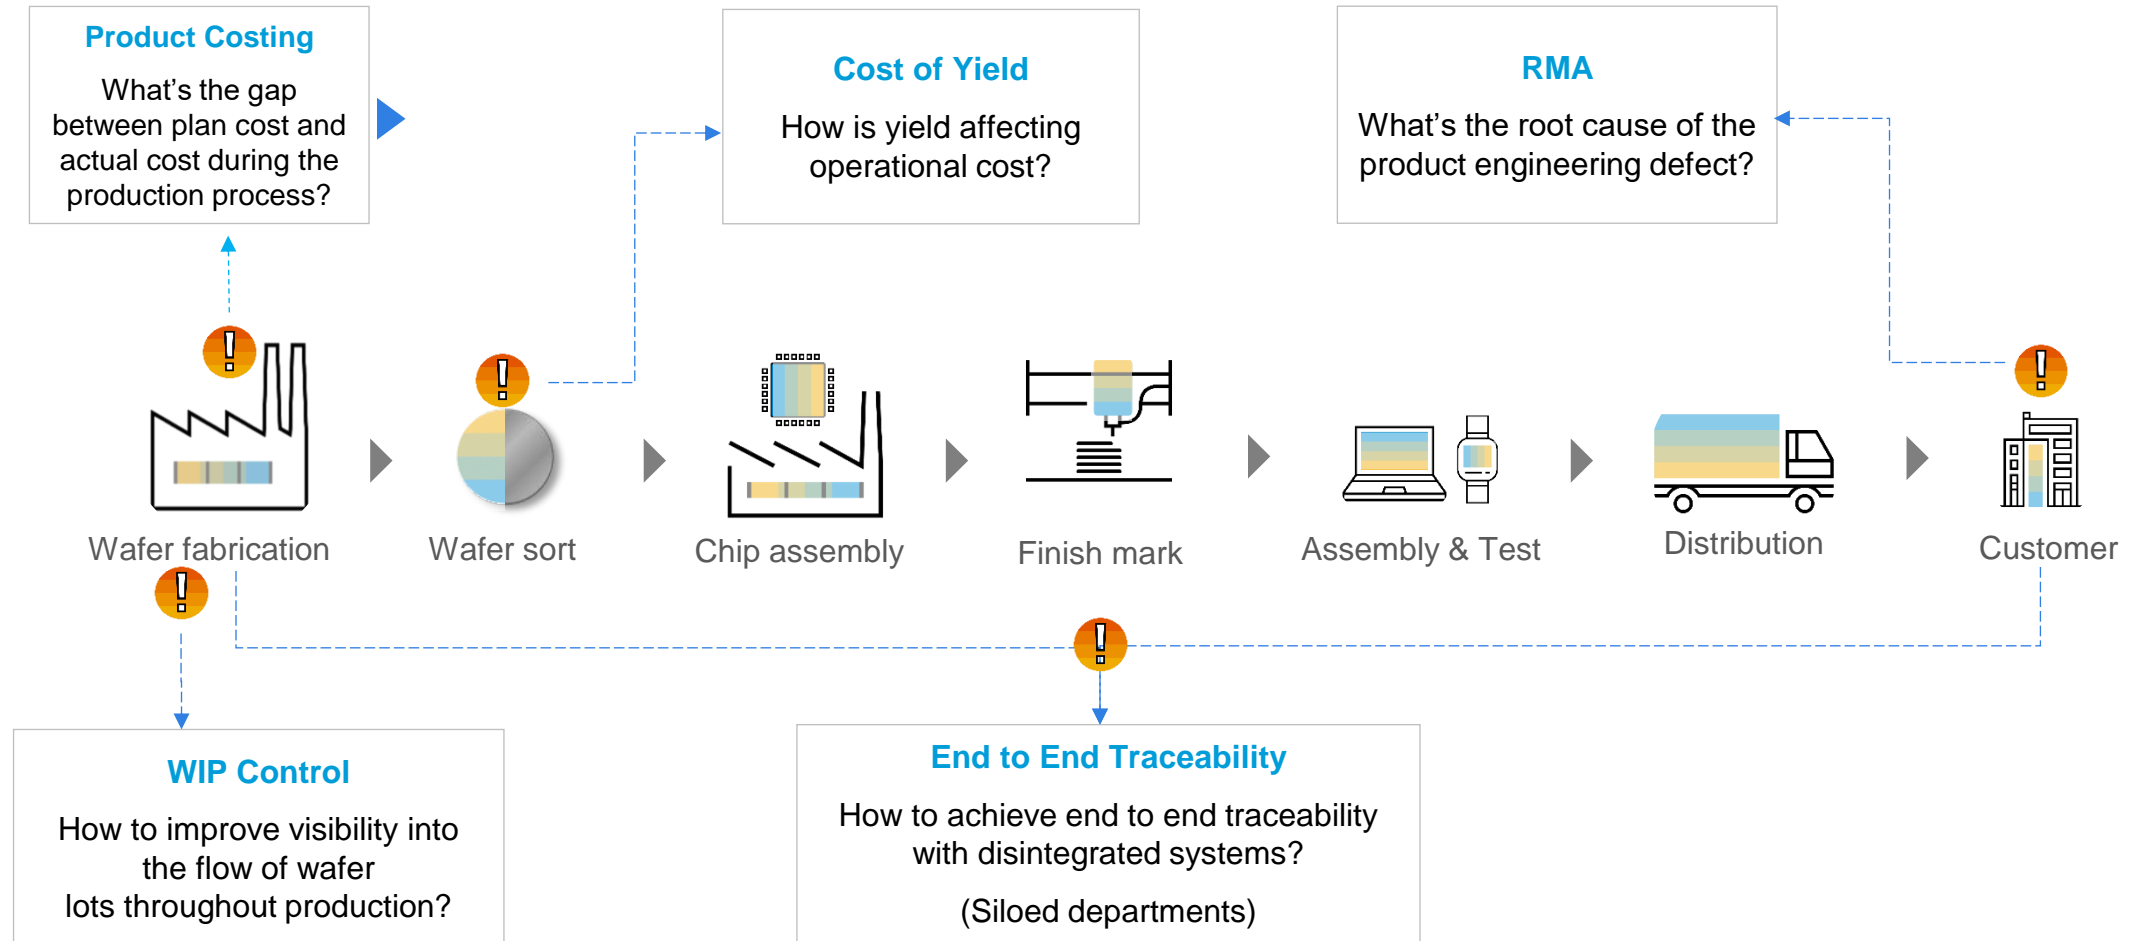 Product Costing
What's the gap
between plan cost and
actual cost during the
production process?
Cost of Yield
How is yield affecting
operational cost?
RMA
What's the root cause of the
product engineering defect?
Wafer fabrication
Wafer sort
Chip assembly
Finish mark
Assembly & Test
Distribution
Customer
WIP Control
How to improve visibility into
the flow of wafer
lots throughout production?
End to End Traceability
How to achieve end to end traceability
with disintegrated systems?
(Siloed departments)